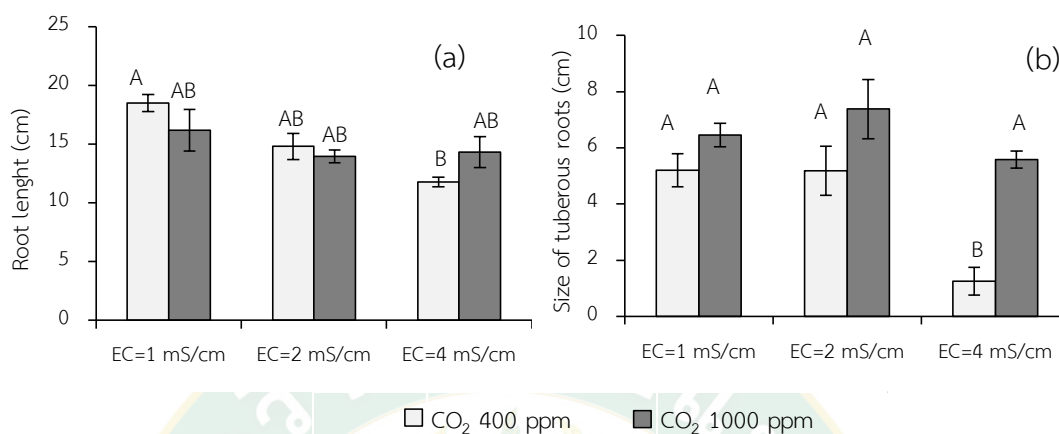 25
20
15
10
5
0
Root lenght (cm)
(a)
A
AB
AB
AB
B
AB
EC=1 mS/cm
EC=2 mS/cm
EC=4 mS/cm
10
8
6
4
2
0
Size of tuberous roots (cm)
(b)
A
A
A
A
B
A
EC=1 mS/cm
EC=2 mS/cm
EC=4 mS/cm
CO₂ 400 ppm
CO₂ 1000 ppm